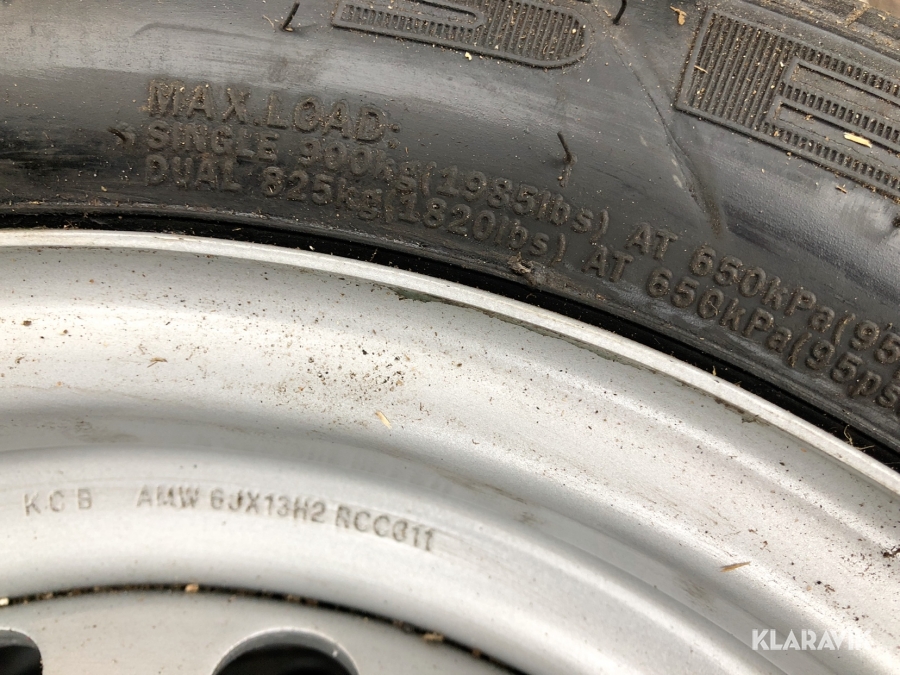 MAX.LOAD:
SINGLE 900kg(1985lbs) AT 650kPa(95
DUAL 825kg(1820lbs) AT 650kPa(95ps
K C B AMW 6JX13H2 RCC011
KLARAVIK